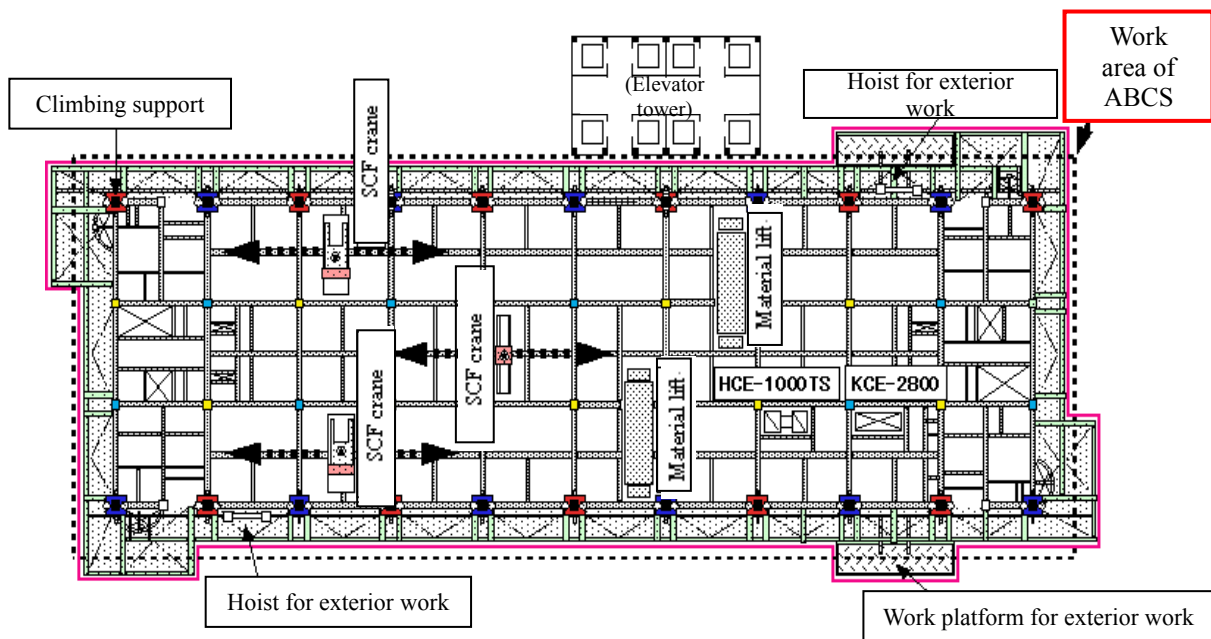 Work
area of
ABCS
Hoist for exterior
work
(Elevator
tower)
Climbing support
SCF crane
SCF crane
SCF crane
Material lift
Material lift
HCE-1000TS
KCE-2800
Hoist for exterior work
Work platform for exterior work